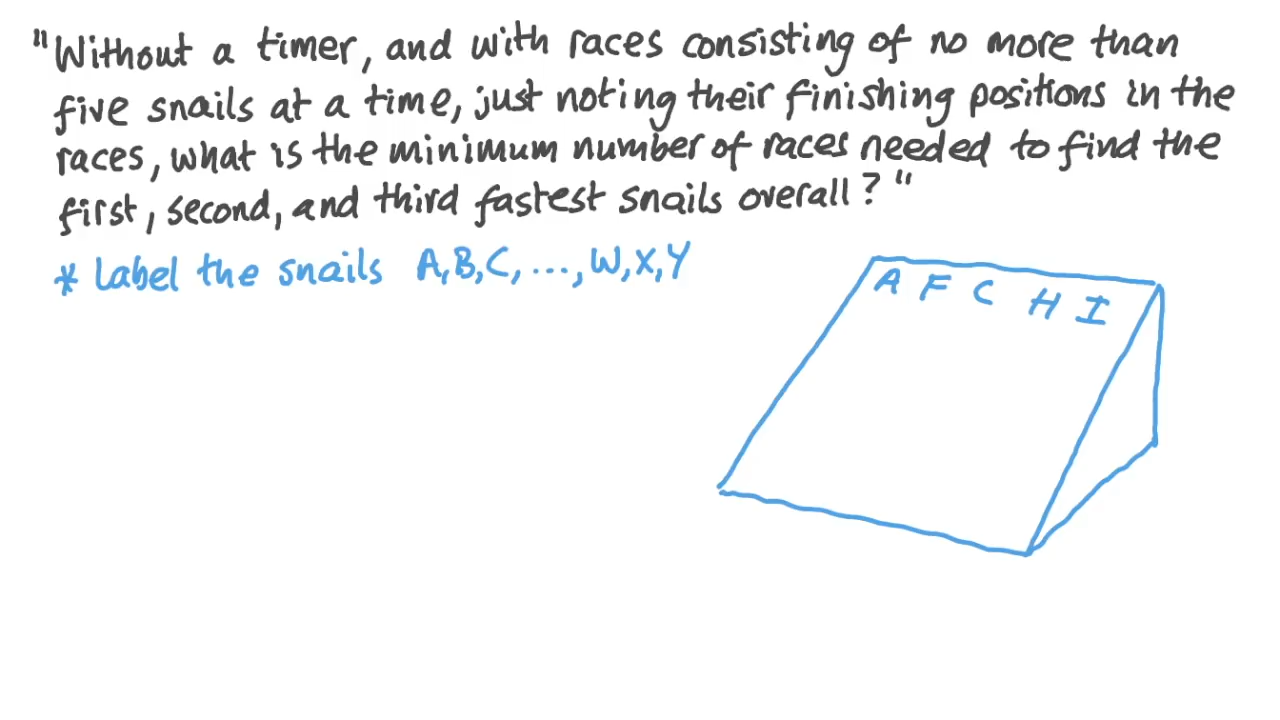 "Without a timer, and with races consisting of no more than
five snails at a time, just noting their finishing positions in the
races, what is the minimum number of races needed to find the
first, second, and third fastest snails overall?"
* Label the snails A,B,C, ..., W,X,Y
A F C H I